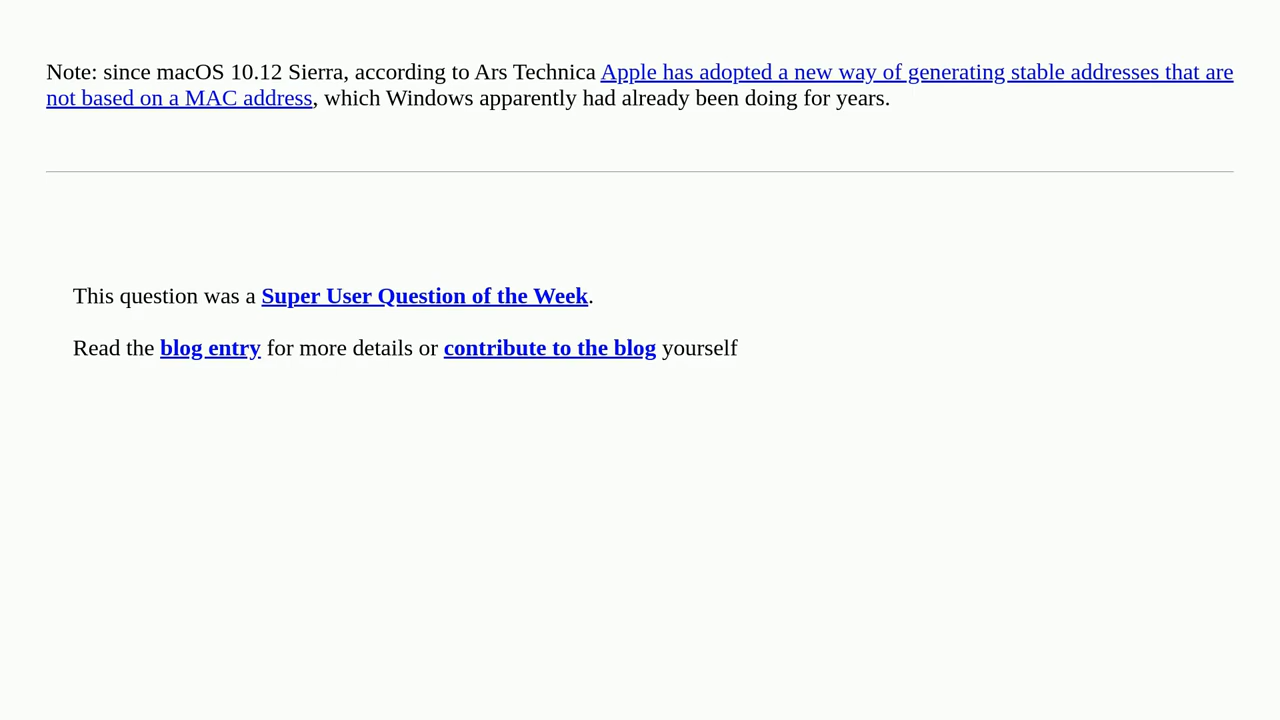 Note: since macOS 10.12 Sierra, according to Ars Technica Apple has adopted a new way of generating stable addresses that are
not based on a MAC address, which Windows apparently had already been doing for years.
This question was a Super User Question of the Week.
Read the blog entry for more details or contribute to the blog yourself